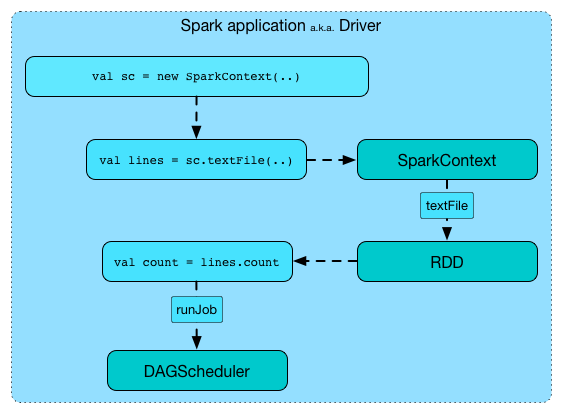 Spark application a.k.a. Driver
val sc = new SparkContext(..)
val lines = sc.textFile(..)
SparkContext
textFile
val count = lines.count
RDD
runJob
DAGScheduler